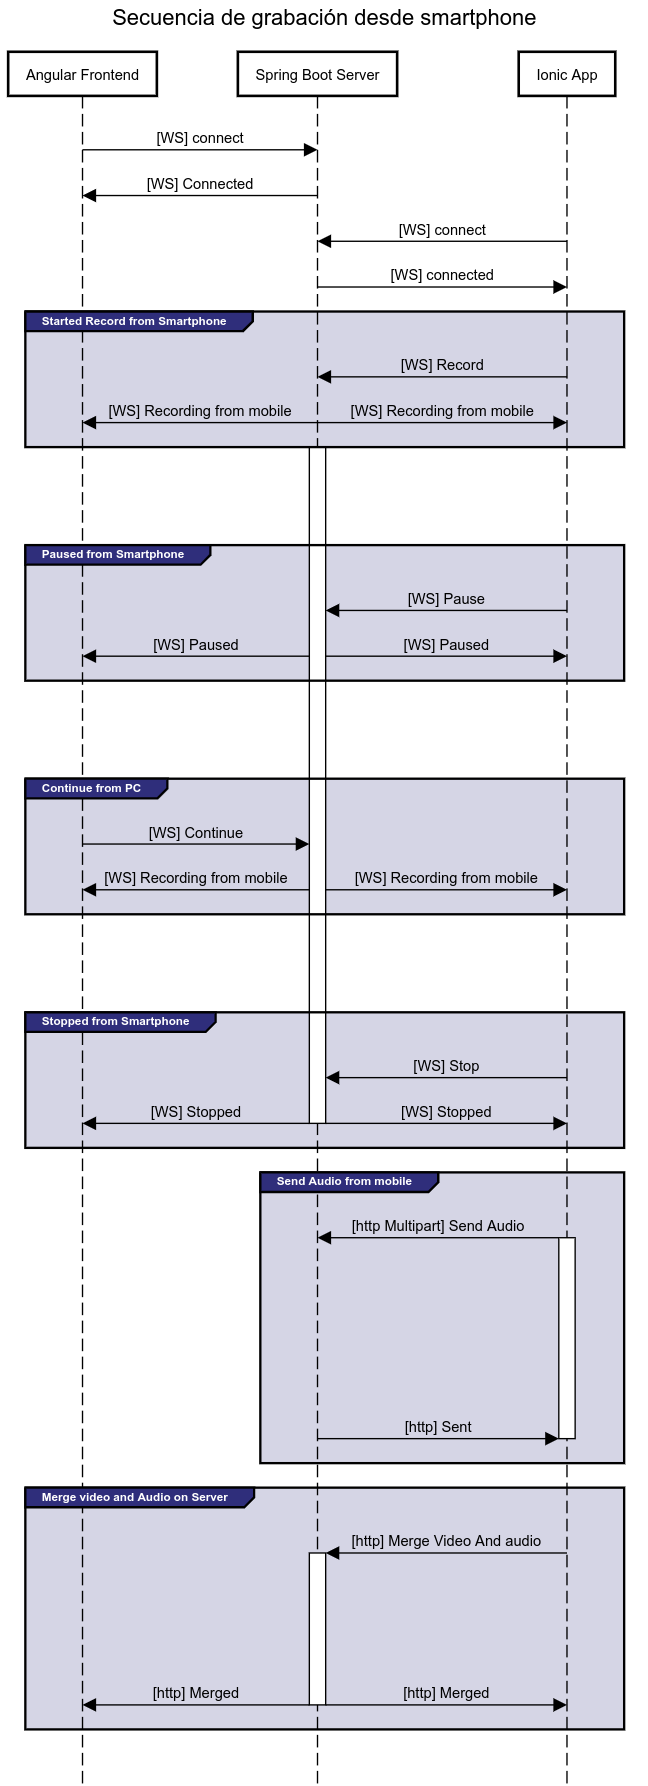 Secuencia de grabación desde smartphone
Angular Frontend
Spring Boot Server
Ionic App
[WS] connect
[WS] Connected
[WS] connect
[WS] connected
Started Record from Smartphone
[WS] Record
[WS] Recording from mobile
[WS] Recording from mobile
Paused from Smartphone
[WS] Pause
[WS] Paused
[WS] Paused
Continue from PC
[WS] Continue
[WS] Recording from mobile
[WS] Recording from mobile
Stopped from Smartphone
[WS] Stop
[WS] Stopped
[WS] Stopped
Send Audio from mobile
[http Multipart] Send Audio
[http] Sent
Merge video and Audio on Server
[http] Merge Video And audio
[http] Merged
[http] Merged